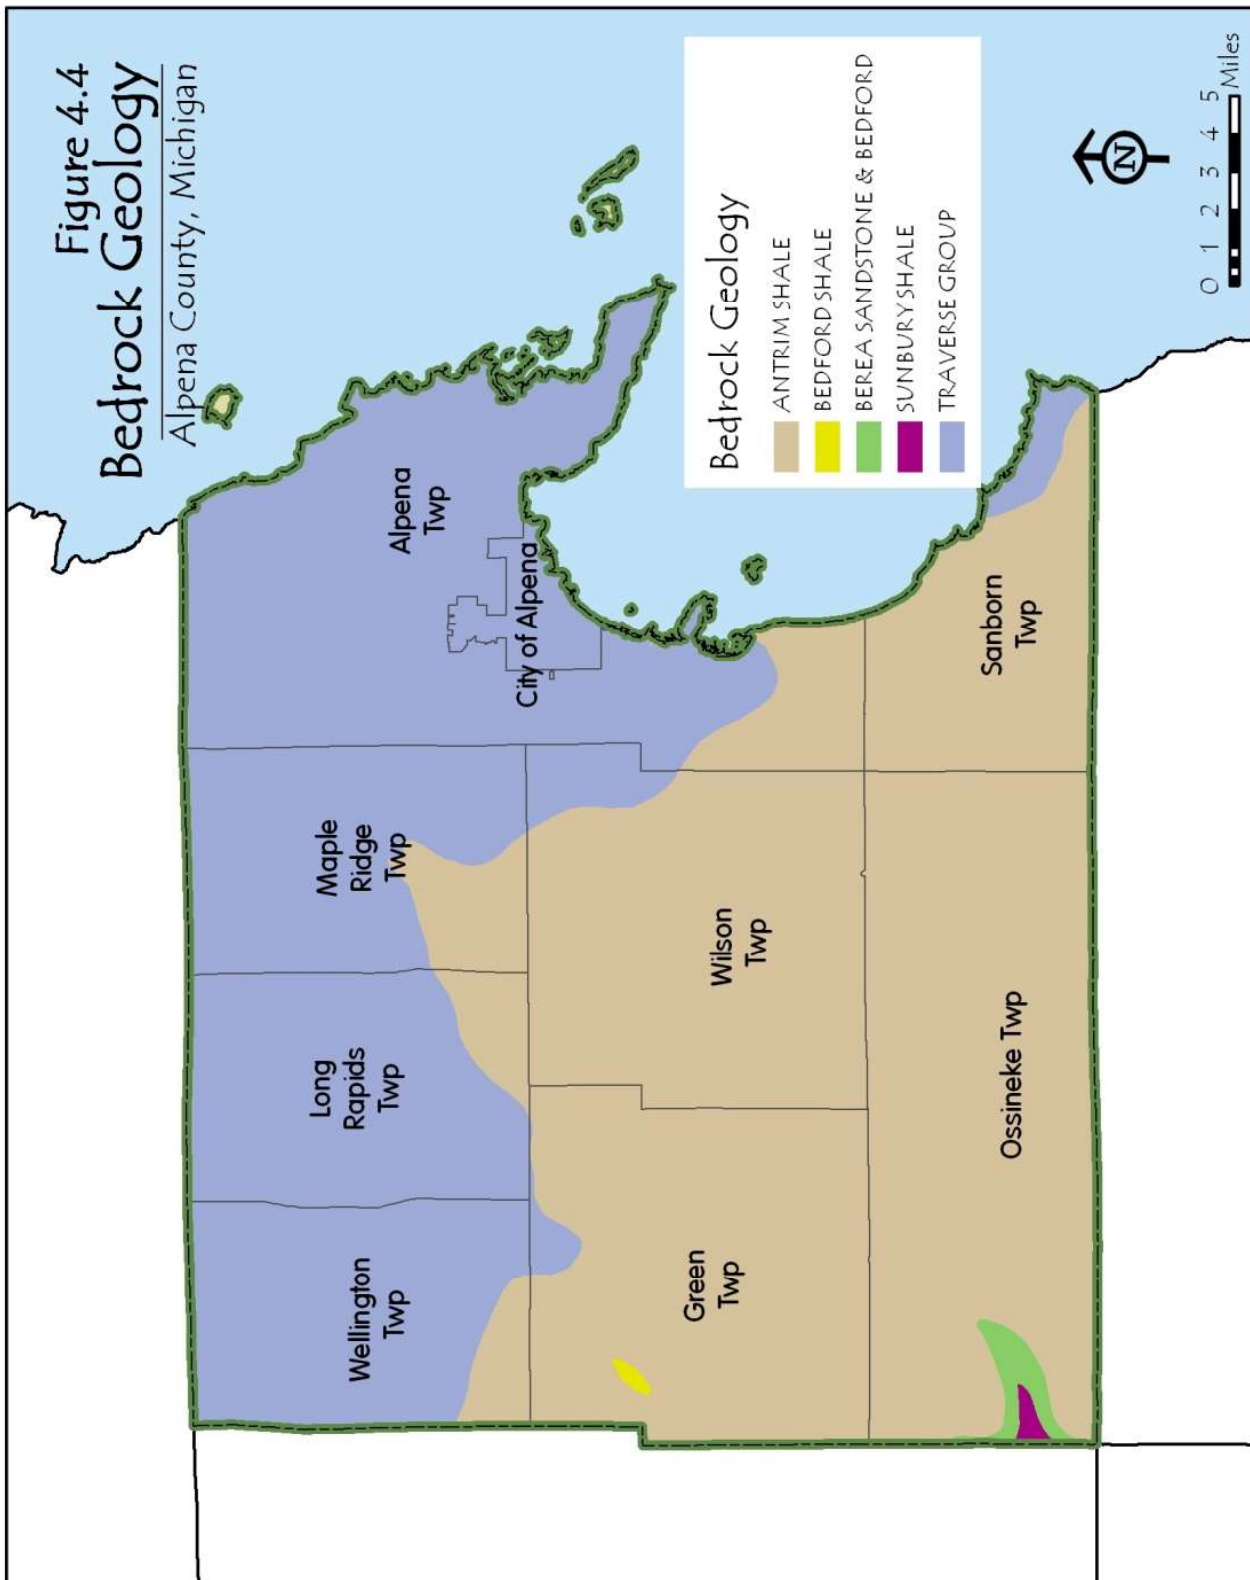 Figure 4.4
Bedrock Geology
Alpena County, Michigan
Wellington
Twp
Long
Rapids
Twp
Maple
Ridge
Twp
Alpena
Twp
City of Alpena
Green
Twp
Wilson
Twp
Ossineke Twp
Sanborn
Twp
Bedrock Geology
ANTRIM SHALE
BEDFORD SHALE
BEREA SANDSTONE & BEDFORD
SUNBURY SHALE
TRAVERSE GROUP
N
0 1 2 3 4 5
Miles